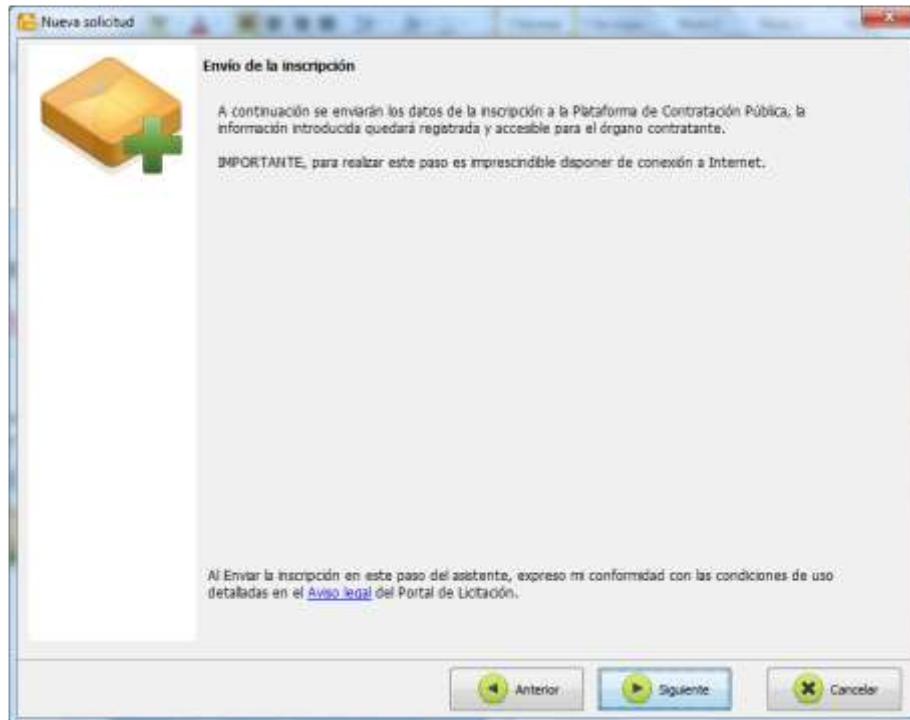 Nueva solicitud
Envío de la inscripción
A continuación se enviarán los datos de la inscripción a la Plataforma de Contratación Pública, la
información introducida quedará registrada y accesible para el órgano contratante.
IMPORTANTE, para realizar este paso es imprescindible disponer de conexión a Internet.
Al Enviar la inscripción en este paso del asistente, expreso mi conformidad con las condiciones de uso
detalladas en el Aviso legal del Portal de Licitación.
Anterior
Siguiente
Cancelar